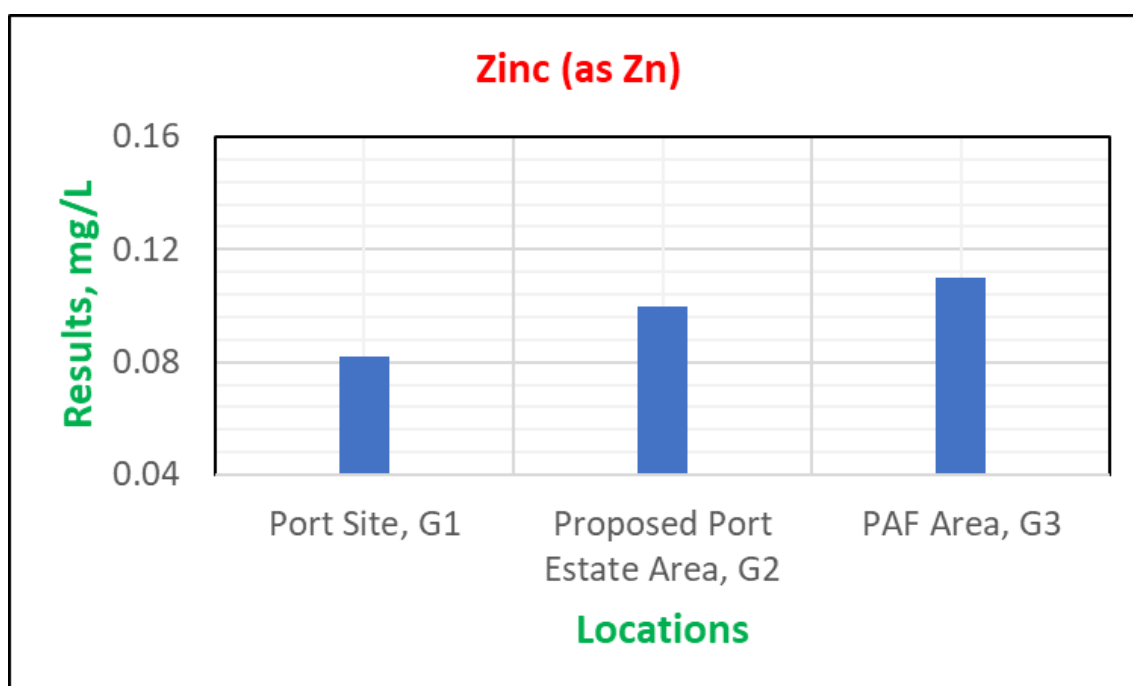 Zinc (as Zn)
Results, mg/L
0.16
0.12
0.08
0.04
Port Site, G1
Proposed Port
Estate Area, G2
PAF Area, G3
Locations